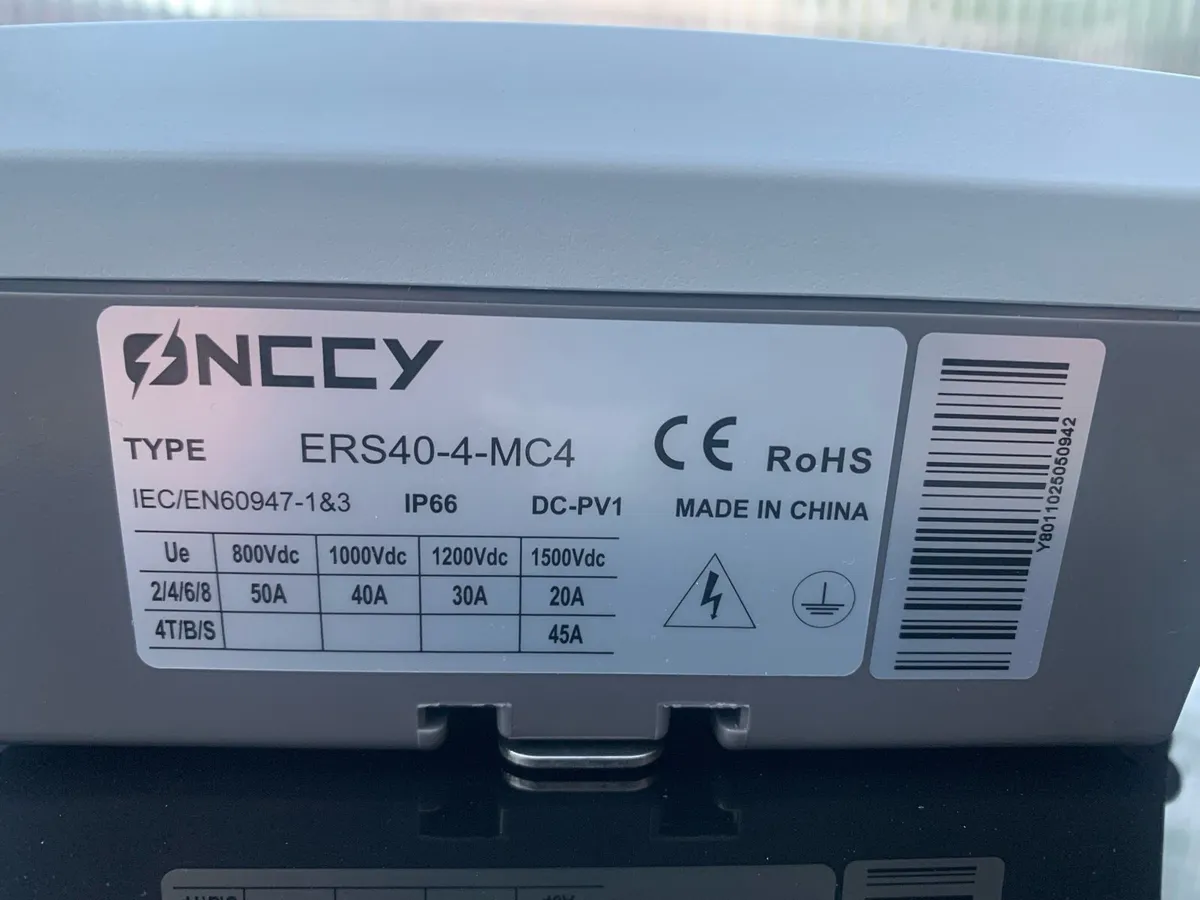 ONCCY
TYPE ERS40-4-MC4 CE RoHS
IEC/EN60947-1&3 IP66 DC-PV1 MADE IN CHINA
Ue 800Vdc 1000Vdc 1200Vdc 1500Vdc
2/4/6/8 50A 40A 30A 20A
4T/B/S 45A
Y8011025050942